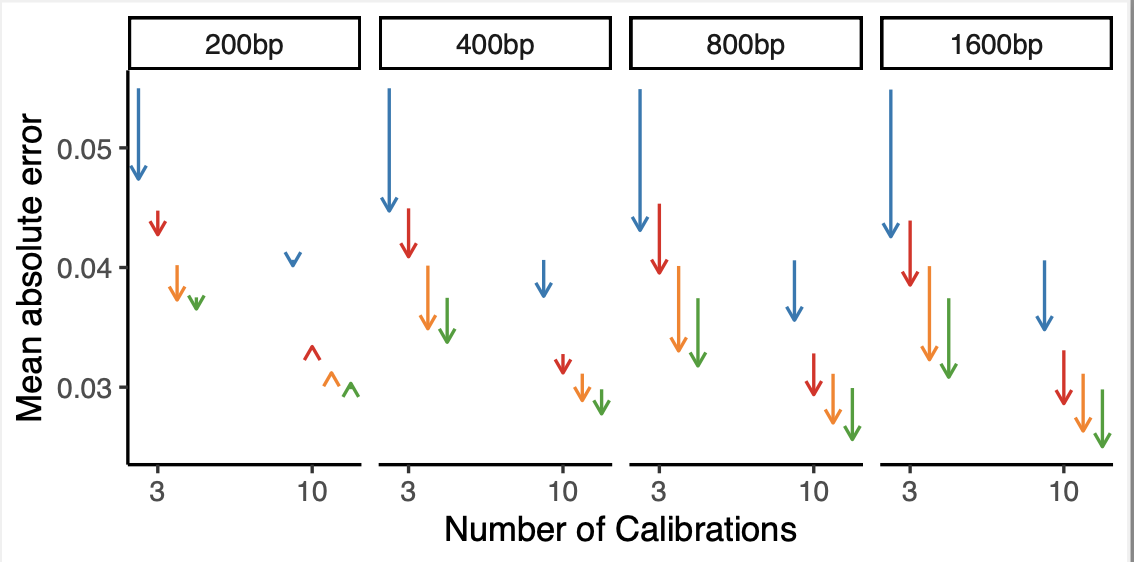 200bp 400bp 800bp 1600bp
Mean absolute error
0.05
0.04
0.03
3 10 3 10 3 10 3 10
Number of Calibrations